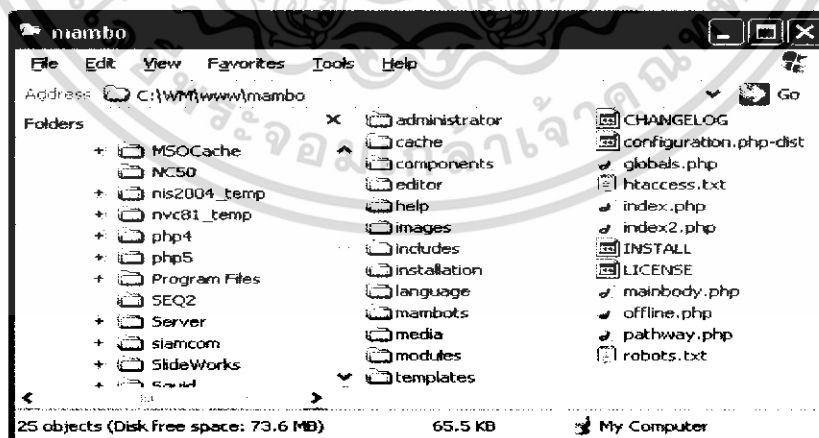 mambo
File Edit View Favorites Tools Help
Address C:\WM\www\mambo Go
Folders
MSOCache
NC50
nis2004_temp
nvc81_temp
php4
php5
Program Files
SEQ2
Server
siamcom
SlideWorks
Squid
administrator
cache
components
editor
help
images
includes
installation
language
mambots
media
modules
templates
CHANGELOG
configuration.php-dist
globals.php
htaccess.txt
index.php
index2.php
INSTALL
LICENSE
mainbody.php
offline.php
pathway.php
robots.txt
25 objects (Disk free space: 73.6 MB) 65.5 KB My Computer